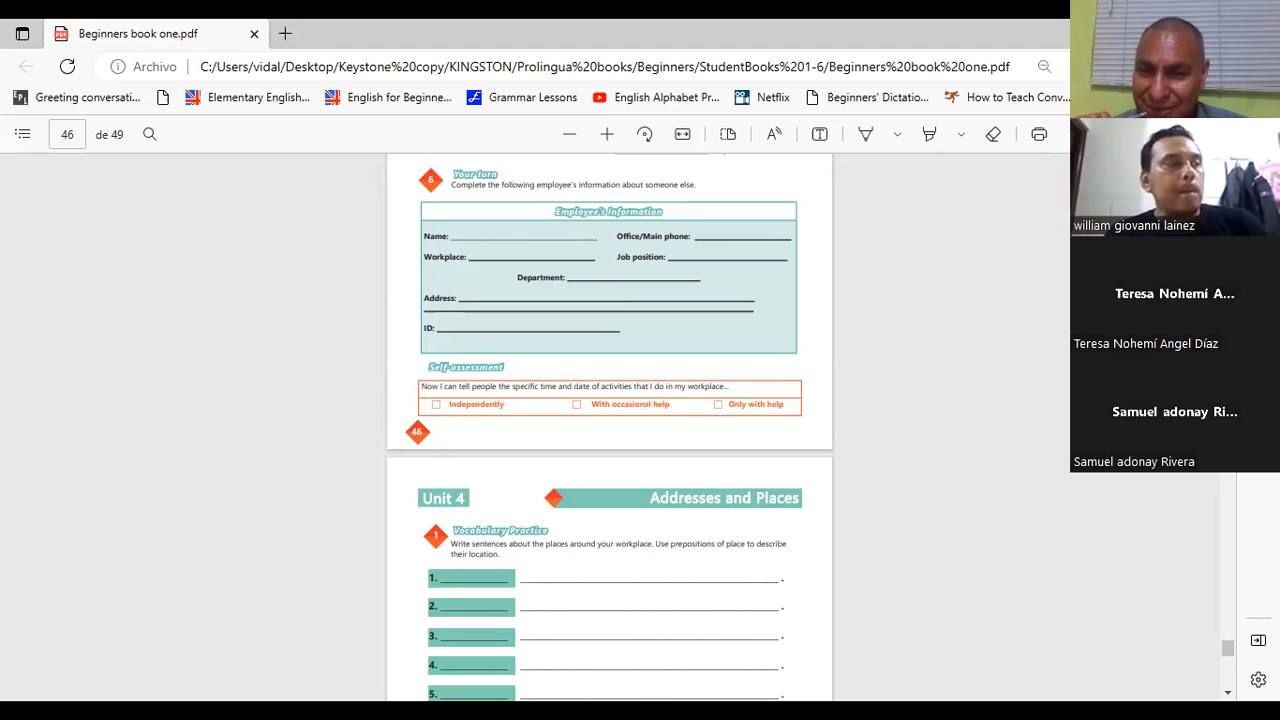 Beginners book one.pdf
Archivo
C:/Users/vidal/Desktop/Keystone%20Library/KINGSTON/Inlingua books/Beginners/StudentBooks%201-6/Beginners%20book%20one.pdf
Greeting conversati...
Elementary English...
English for Beginne...
Grammar Lessons
English Alphabet Pr...
Netflix
Beginners' Dictatio...
How to Teach Conv...
46 de 49
6 Your turn
Complete the following employee's information about someone else.
Employee's Information
Name: Office/Main phone:
Workplace: Job position:
Department:
Address:
ID:
Self-assessment
Now I can tell people the specific time and date of activities that I do in my workplace...
Independently With occasional help Only with help
46
Unit 4 Addresses and Places
1 Vocabulary Practice
Write sentences about the places around your workplace. Use prepositions of place to describe
their location.
1. .
2. .
3. .
4. .
5. .
william giovanni lainez
Teresa Nohemí A...
Teresa Nohemí Angel Díaz
Samuel adonay Ri...
Samuel adonay Rivera